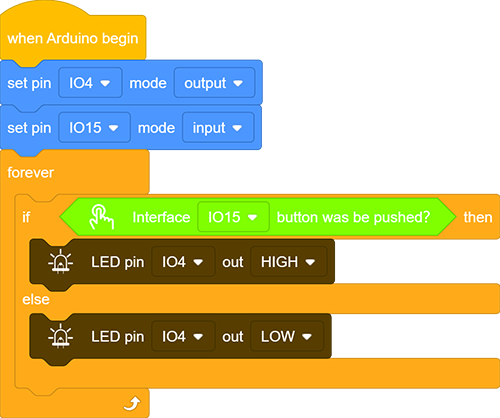 when Arduino begin
set pin IO4 mode output
set pin IO15 mode input
forever
if Interface IO15 button was be pushed? then
LED pin IO4 out HIGH
else
LED pin IO4 out LOW